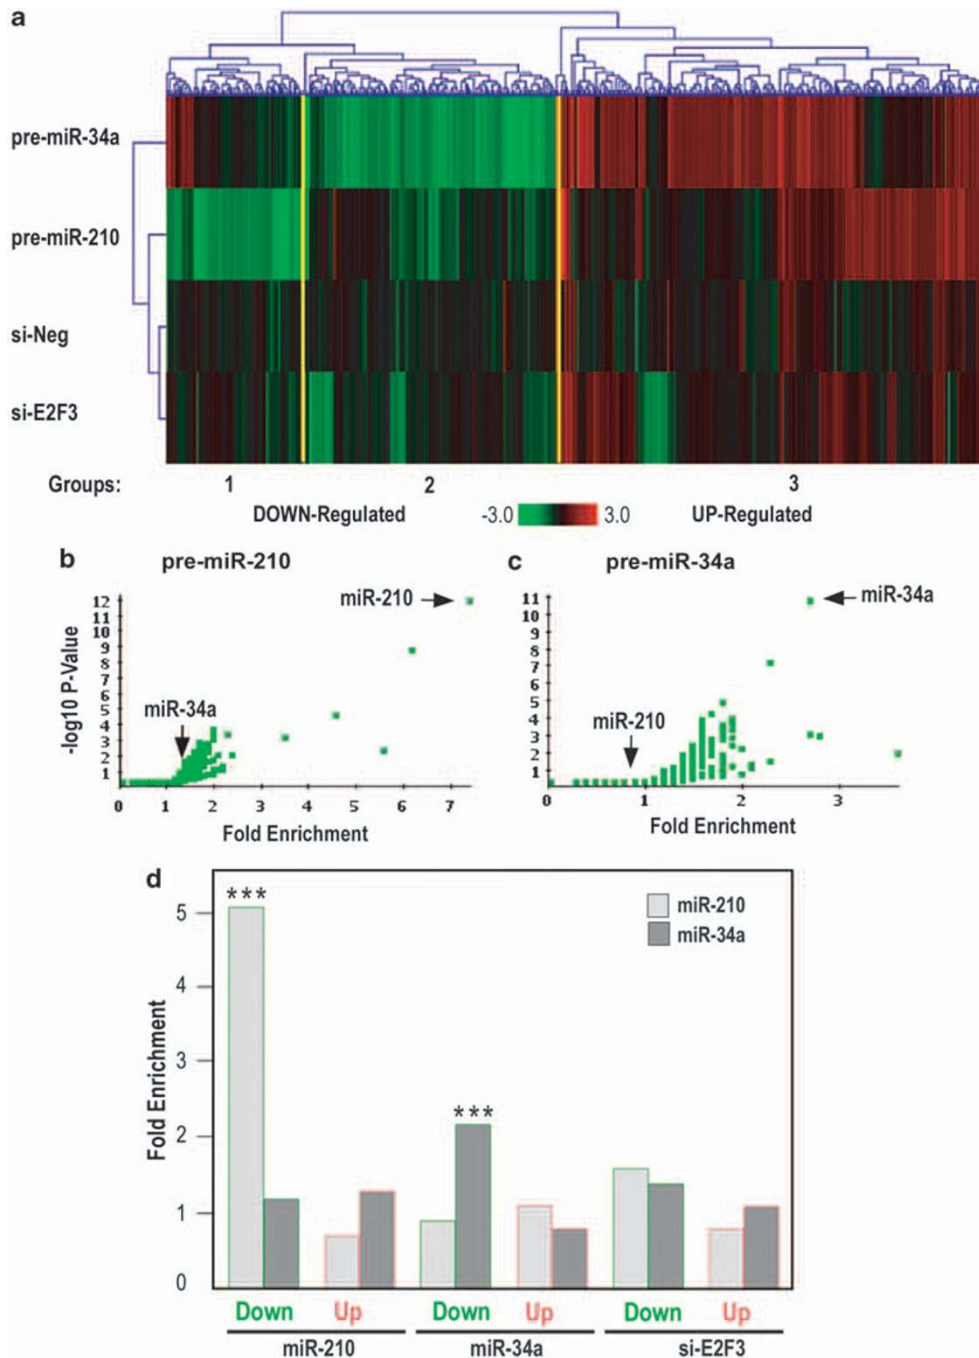 a
pre-miR-34a
pre-miR-210
si-Neg
si-E2F3
Groups: 1 2 3
DOWN-Regulated -3.0 3.0 UP-Regulated
b pre-miR-210
miR-210
miR-34a
-log10 P-Value
12
11
10
9
8
7
6
5
4
3
2
1
0 1 2 3 4 5 6 7
Fold Enrichment
c pre-miR-34a
miR-34a
miR-210
11
10
9
8
7
6
5
4
3
2
1
0 1 2 3
Fold Enrichment
d
***
***
miR-210
miR-34a
Fold Enrichment
5
4
3
2
1
0
Down Up Down Up Down Up
miR-210 miR-34a si-E2F3